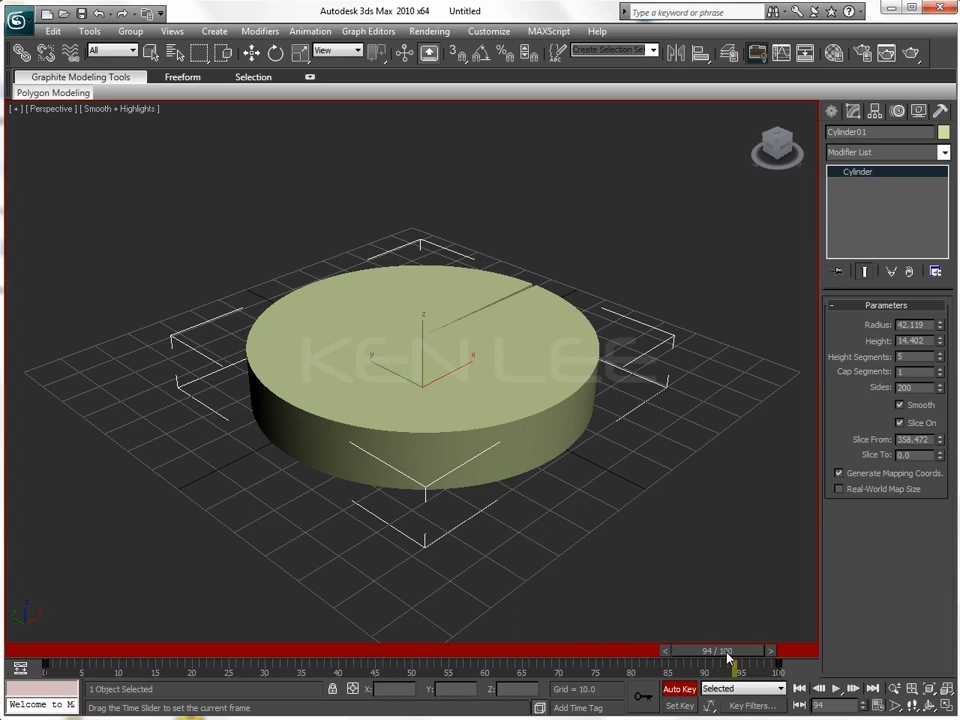 Autodesk 3ds Max 2010 x64 Untitled
Type a keyword or phrase
Edit Tools Group Views Create Modifiers Animation Graph Editors Rendering Customize MAXScript Help
All View Create Selection Se
Graphite Modeling Tools Freeform Selection
Polygon Modeling
[ + ] [ Perspective ] [ Smooth + Highlights ]
Cylinder01
Modifier List
Cylinder
Parameters
Radius: 42.119
Height: 14.402
Height Segments: 5
Cap Segments: 1
Sides: 200
Smooth
Slice On
Slice From: 358.472
Slice To: 0.0
Generate Mapping Coords.
Real-World Map Size
z
y x
KEN LEE
z
y x
< 94 / 100 >
0 5 10 15 20 25 30 35 40 45 50 55 60 65 70 75 80 85 90 95 100
1 Object Selected X: Y: Z: Grid = 10.0 Auto Key Selected
Welcome to M Drag the Time Slider to set the current frame Add Time Tag Set Key Key Filters... 94